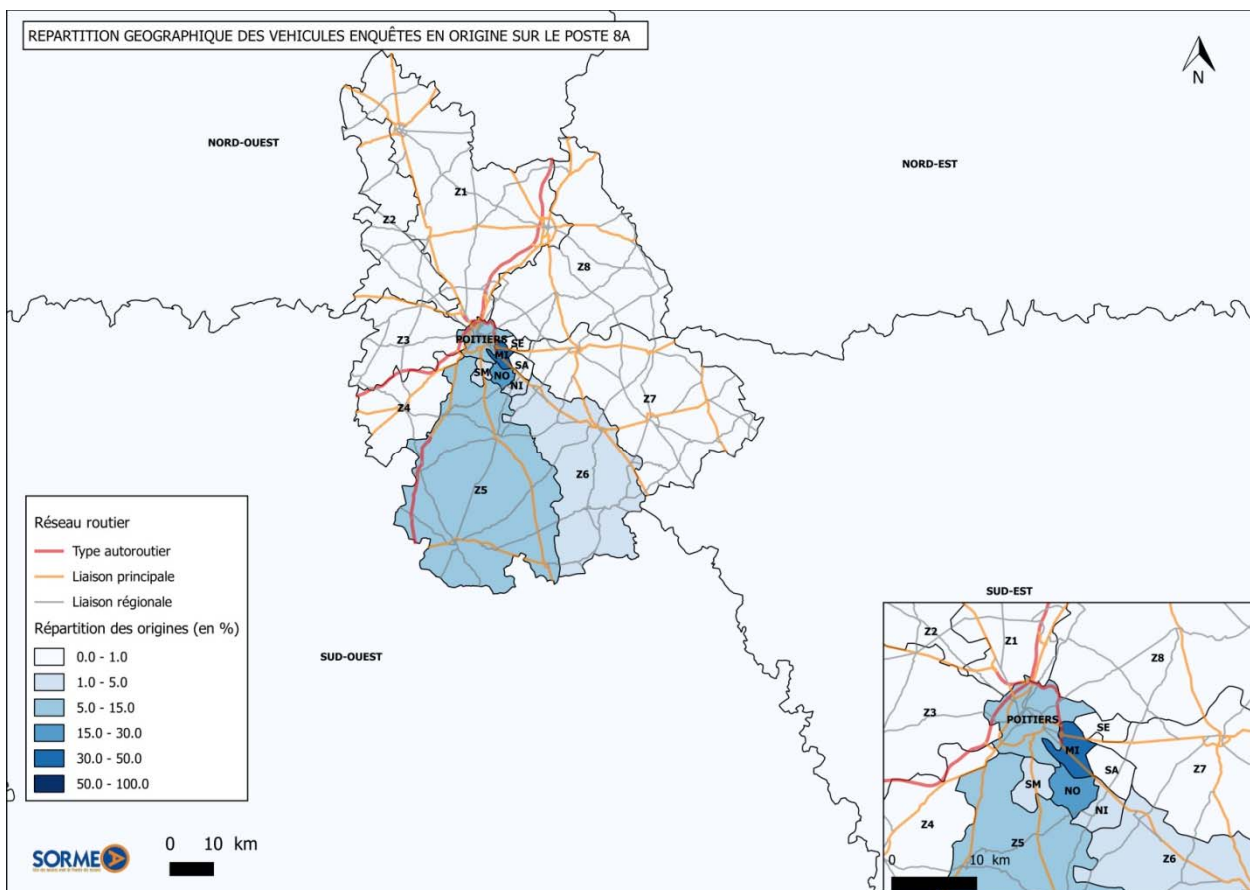 REPARTITION GEOGRAPHIQUE DES VEHICULES ENQUÊTES EN ORIGINE SUR LE POSTE 8A
N
NORD-OUEST
NORD-EST
Z1
Z2
Z8
Z3
POITIERS
SE
MI
SA
SM
NO
NI
Z4
Z7
Z5
Z6
SUD-OUEST
SUD-EST
Réseau routier
Type autoroutier
Liaison principale
Liaison régionale
Répartition des origines (en %)
0.0 - 1.0
1.0 - 5.0
5.0 - 15.0
15.0 - 30.0
30.0 - 50.0
50.0 - 100.0
SORMEA
0 10 km
Z2
Z1
Z8
Z3
POITIERS
SE
MI
SA
Z7
SM
NO
NI
Z4
Z5
Z6
0 10 km